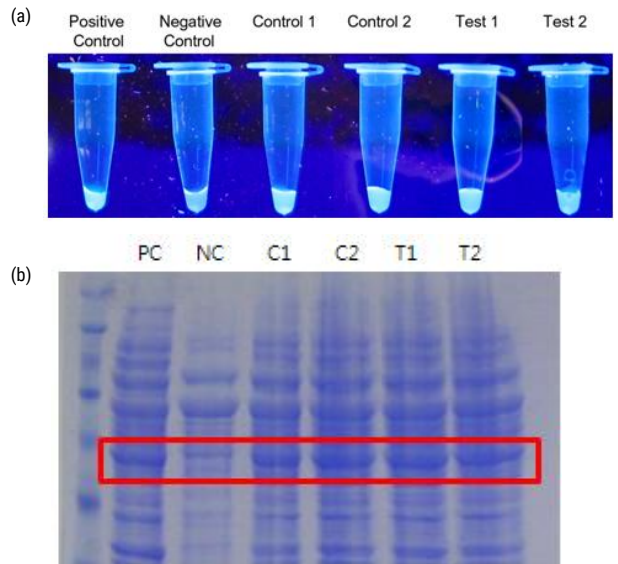 (a)
Positive Control
Negative Control
Control 1
Control 2
Test 1
Test 2
(b)
PC NC C1 C2 T1 T2